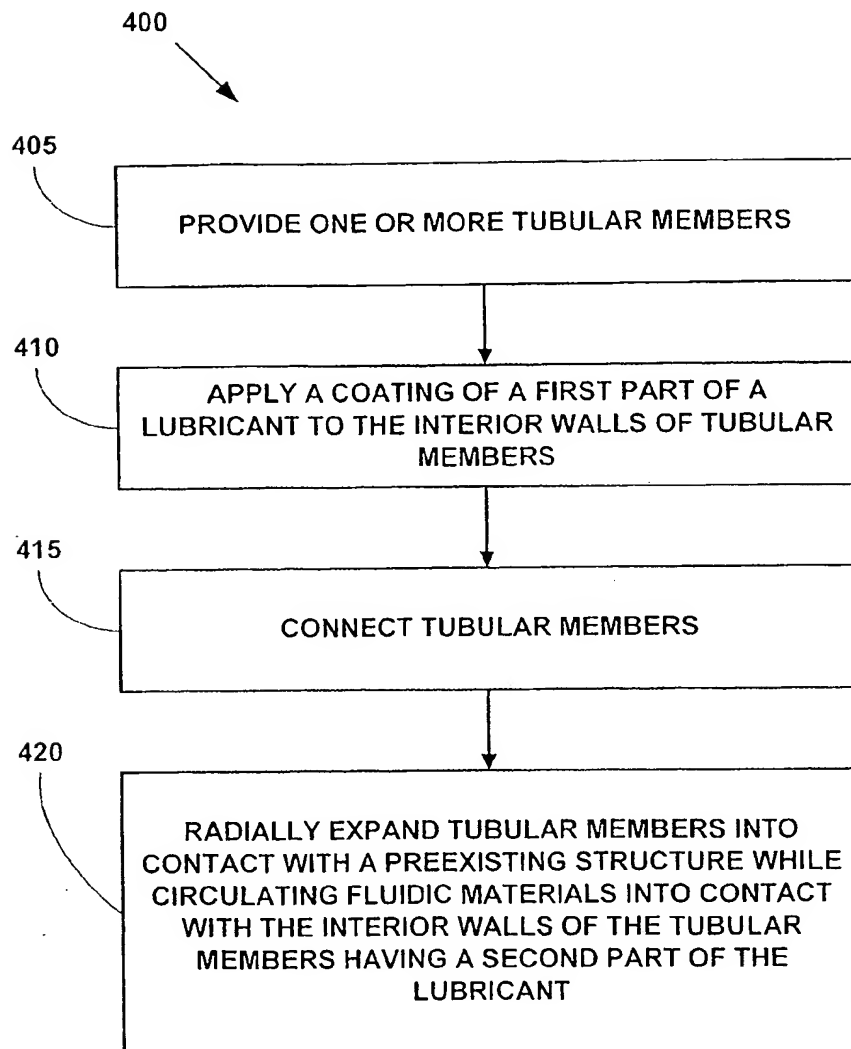 400
405
PROVIDE ONE OR MORE TUBULAR MEMBERS
410
APPLY A COATING OF A FIRST PART OF A
LUBRICANT TO THE INTERIOR WALLS OF TUBULAR
MEMBERS
415
CONNECT TUBULAR MEMBERS
420
RADIALLY EXPAND TUBULAR MEMBERS INTO
CONTACT WITH A PREEXISTING STRUCTURE WHILE
CIRCULATING FLUIDIC MATERIALS INTO CONTACT
WITH THE INTERIOR WALLS OF THE TUBULAR
MEMBERS HAVING A SECOND PART OF THE
LUBRICANT